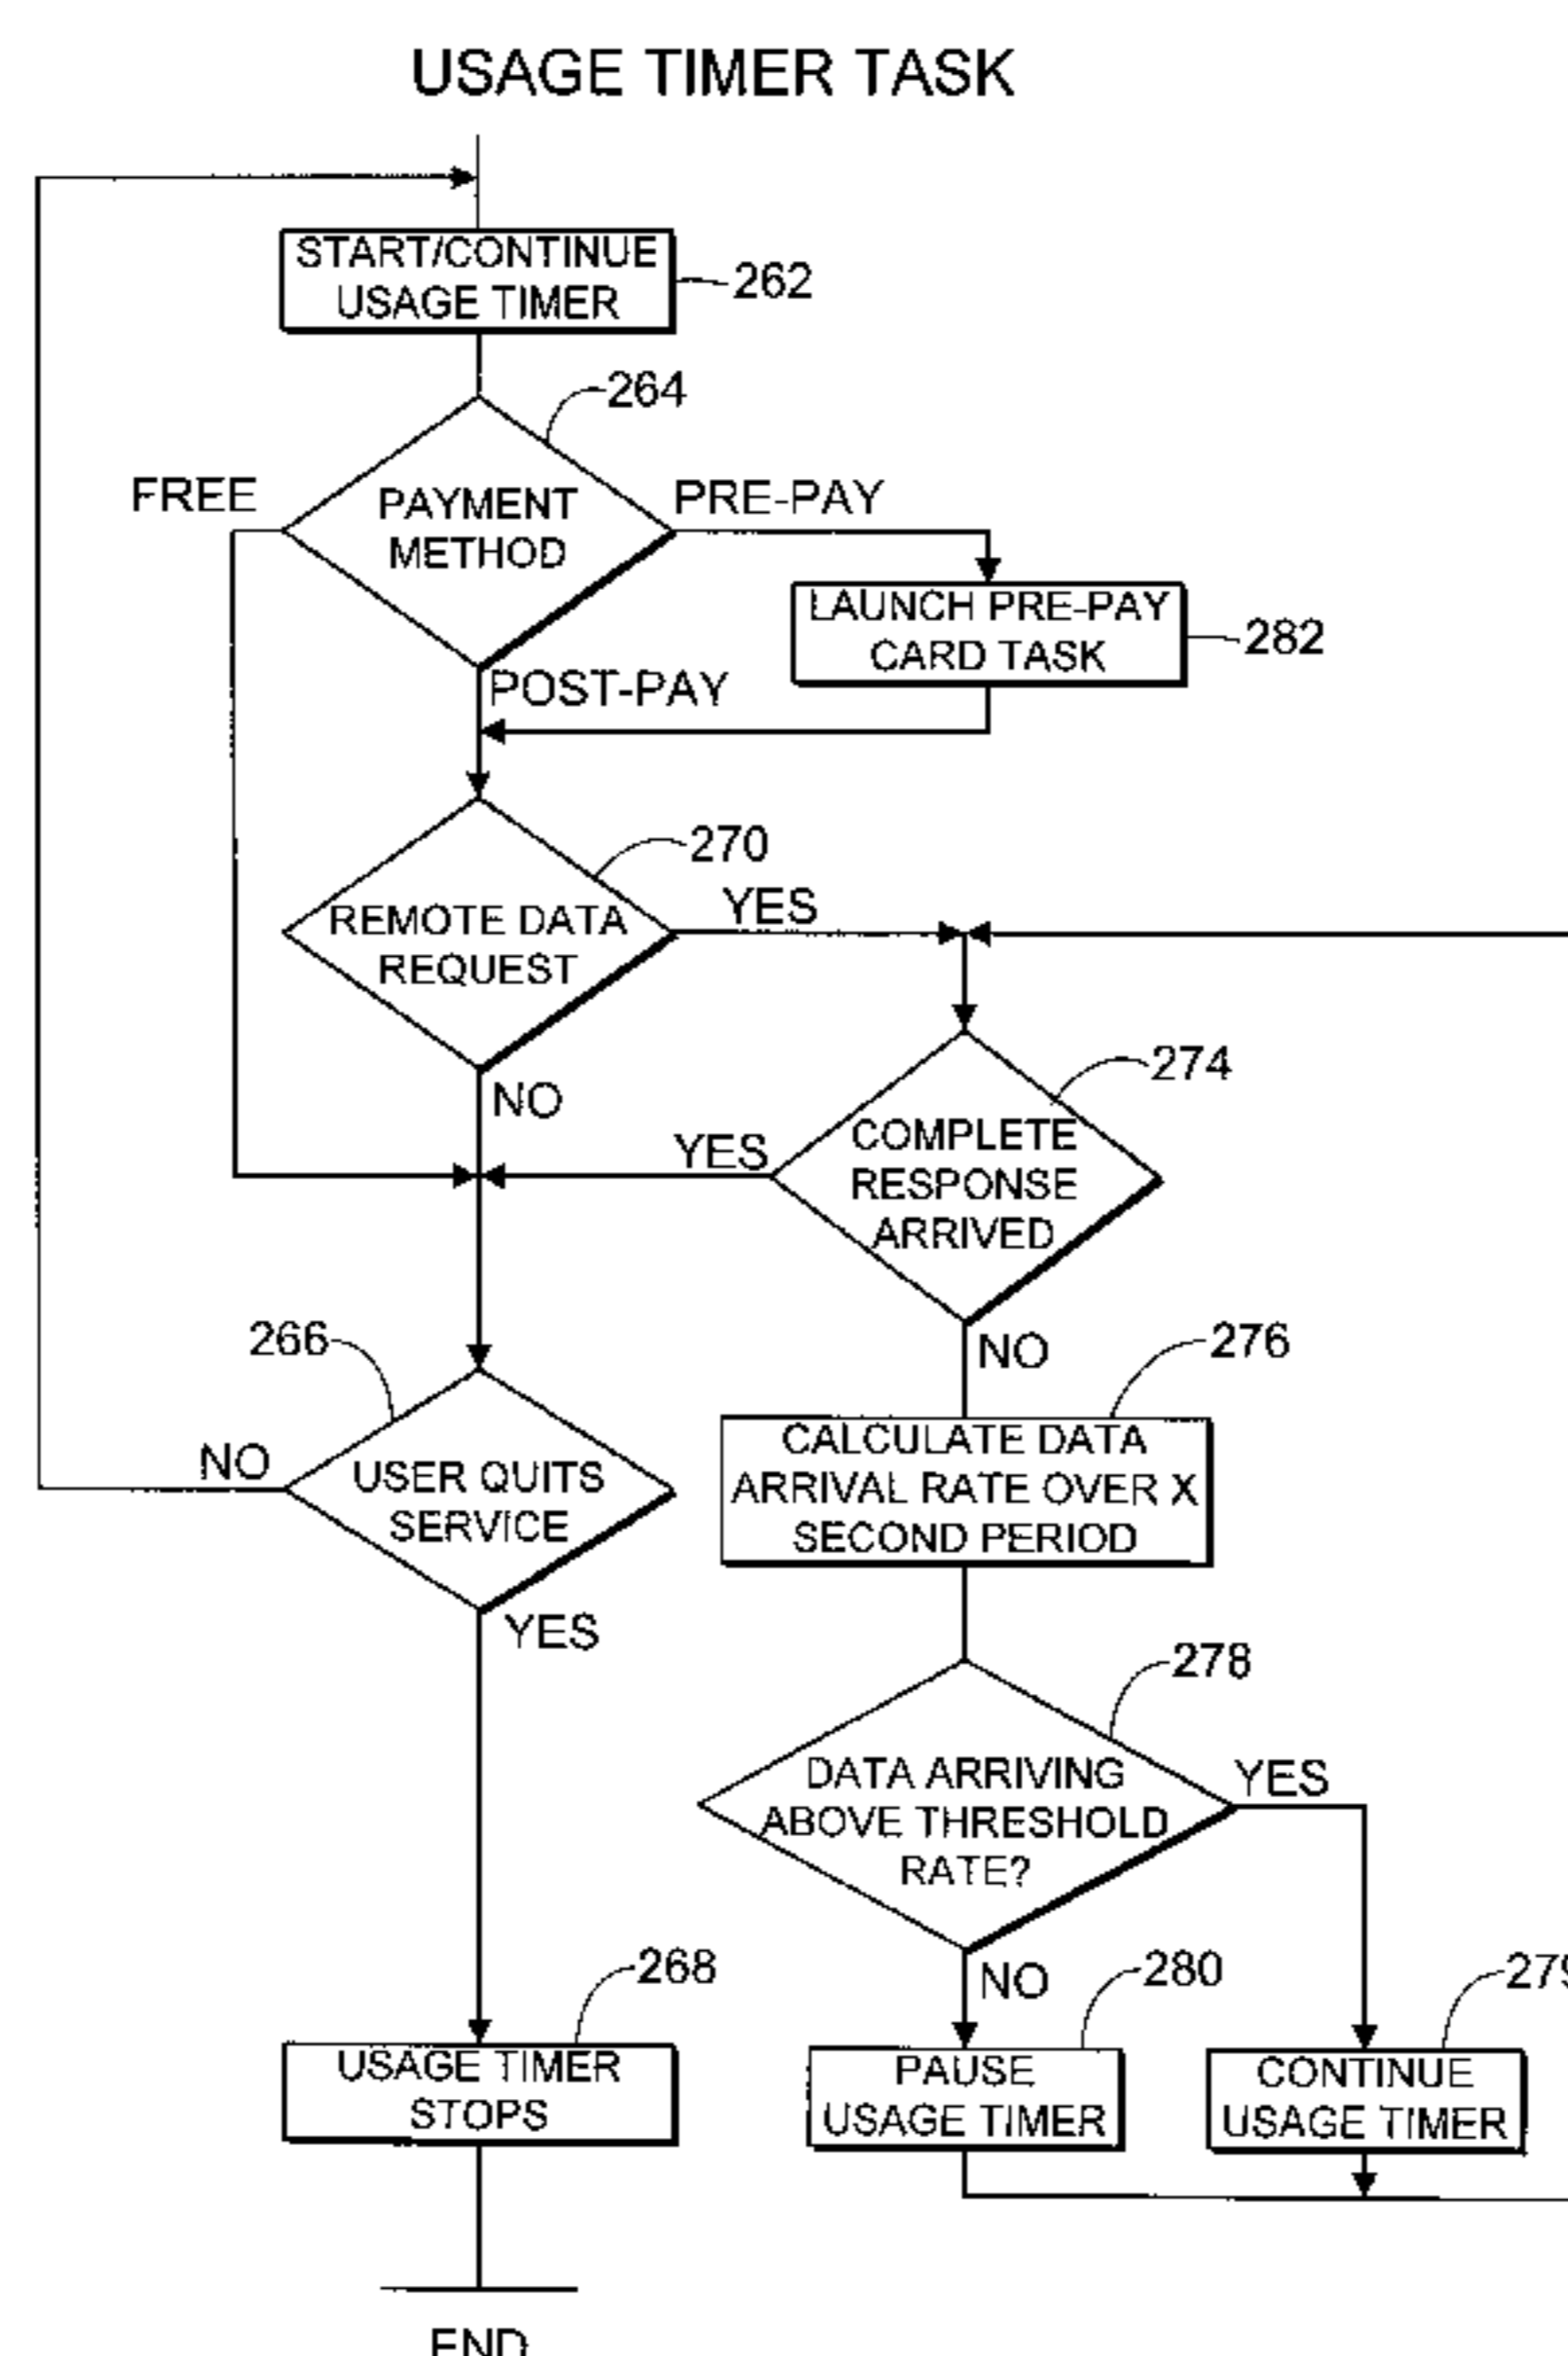 USAGE TIMER TASK
START/CONTINUE
USAGE TIMER
262
264
FREE
PAYMENT
METHOD
PRE-PAY
LAUNCH PRE-PAY
CARD TASK
282
POST-PAY
270
REMOTE DATA
REQUEST
YES
NO
274
COMPLETE
RESPONSE
ARRIVED
YES
NO
266
USER QUITS
SERVICE
NO
YES
276
CALCULATE DATA
ARRIVAL RATE OVER X
SECOND PERIOD
278
DATA ARRIVING
ABOVE THRESHOLD
RATE?
YES
NO
268
USAGE TIMER
STOPS
280
PAUSE
USAGE TIMER
279
CONTINUE
USAGE TIMER
END